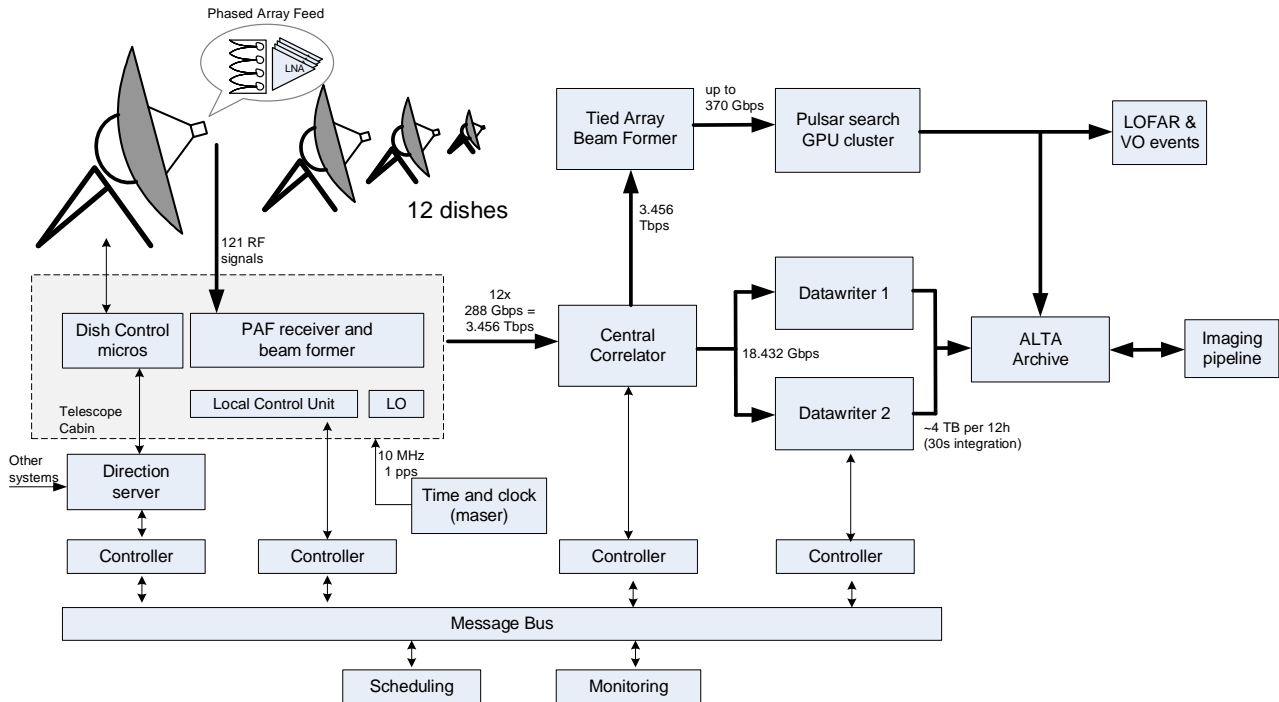 Phased Array Feed
LNA
12 dishes
121 RF
signals
up to
370 Gbps
Tied Array
Beam Former
Pulsar search
GPU cluster
LOFAR &
VO events
3.456
Tbps
12x
288 Gbps =
3.456 Tbps
Dish Control
micros
PAF receiver and
beam former
Local Control Unit
LO
Telescope
Cabin
Central
Correlator
18.432 Gbps
Datawriter 1
Datawriter 2
ALTA
Archive
Imaging
pipeline
~4 TB per 12h
(30s integration)
Other
systems
Direction
server
10 MHz
1 pps
Time and clock
(maser)
Controller
Controller
Controller
Controller
Message Bus
Scheduling
Monitoring